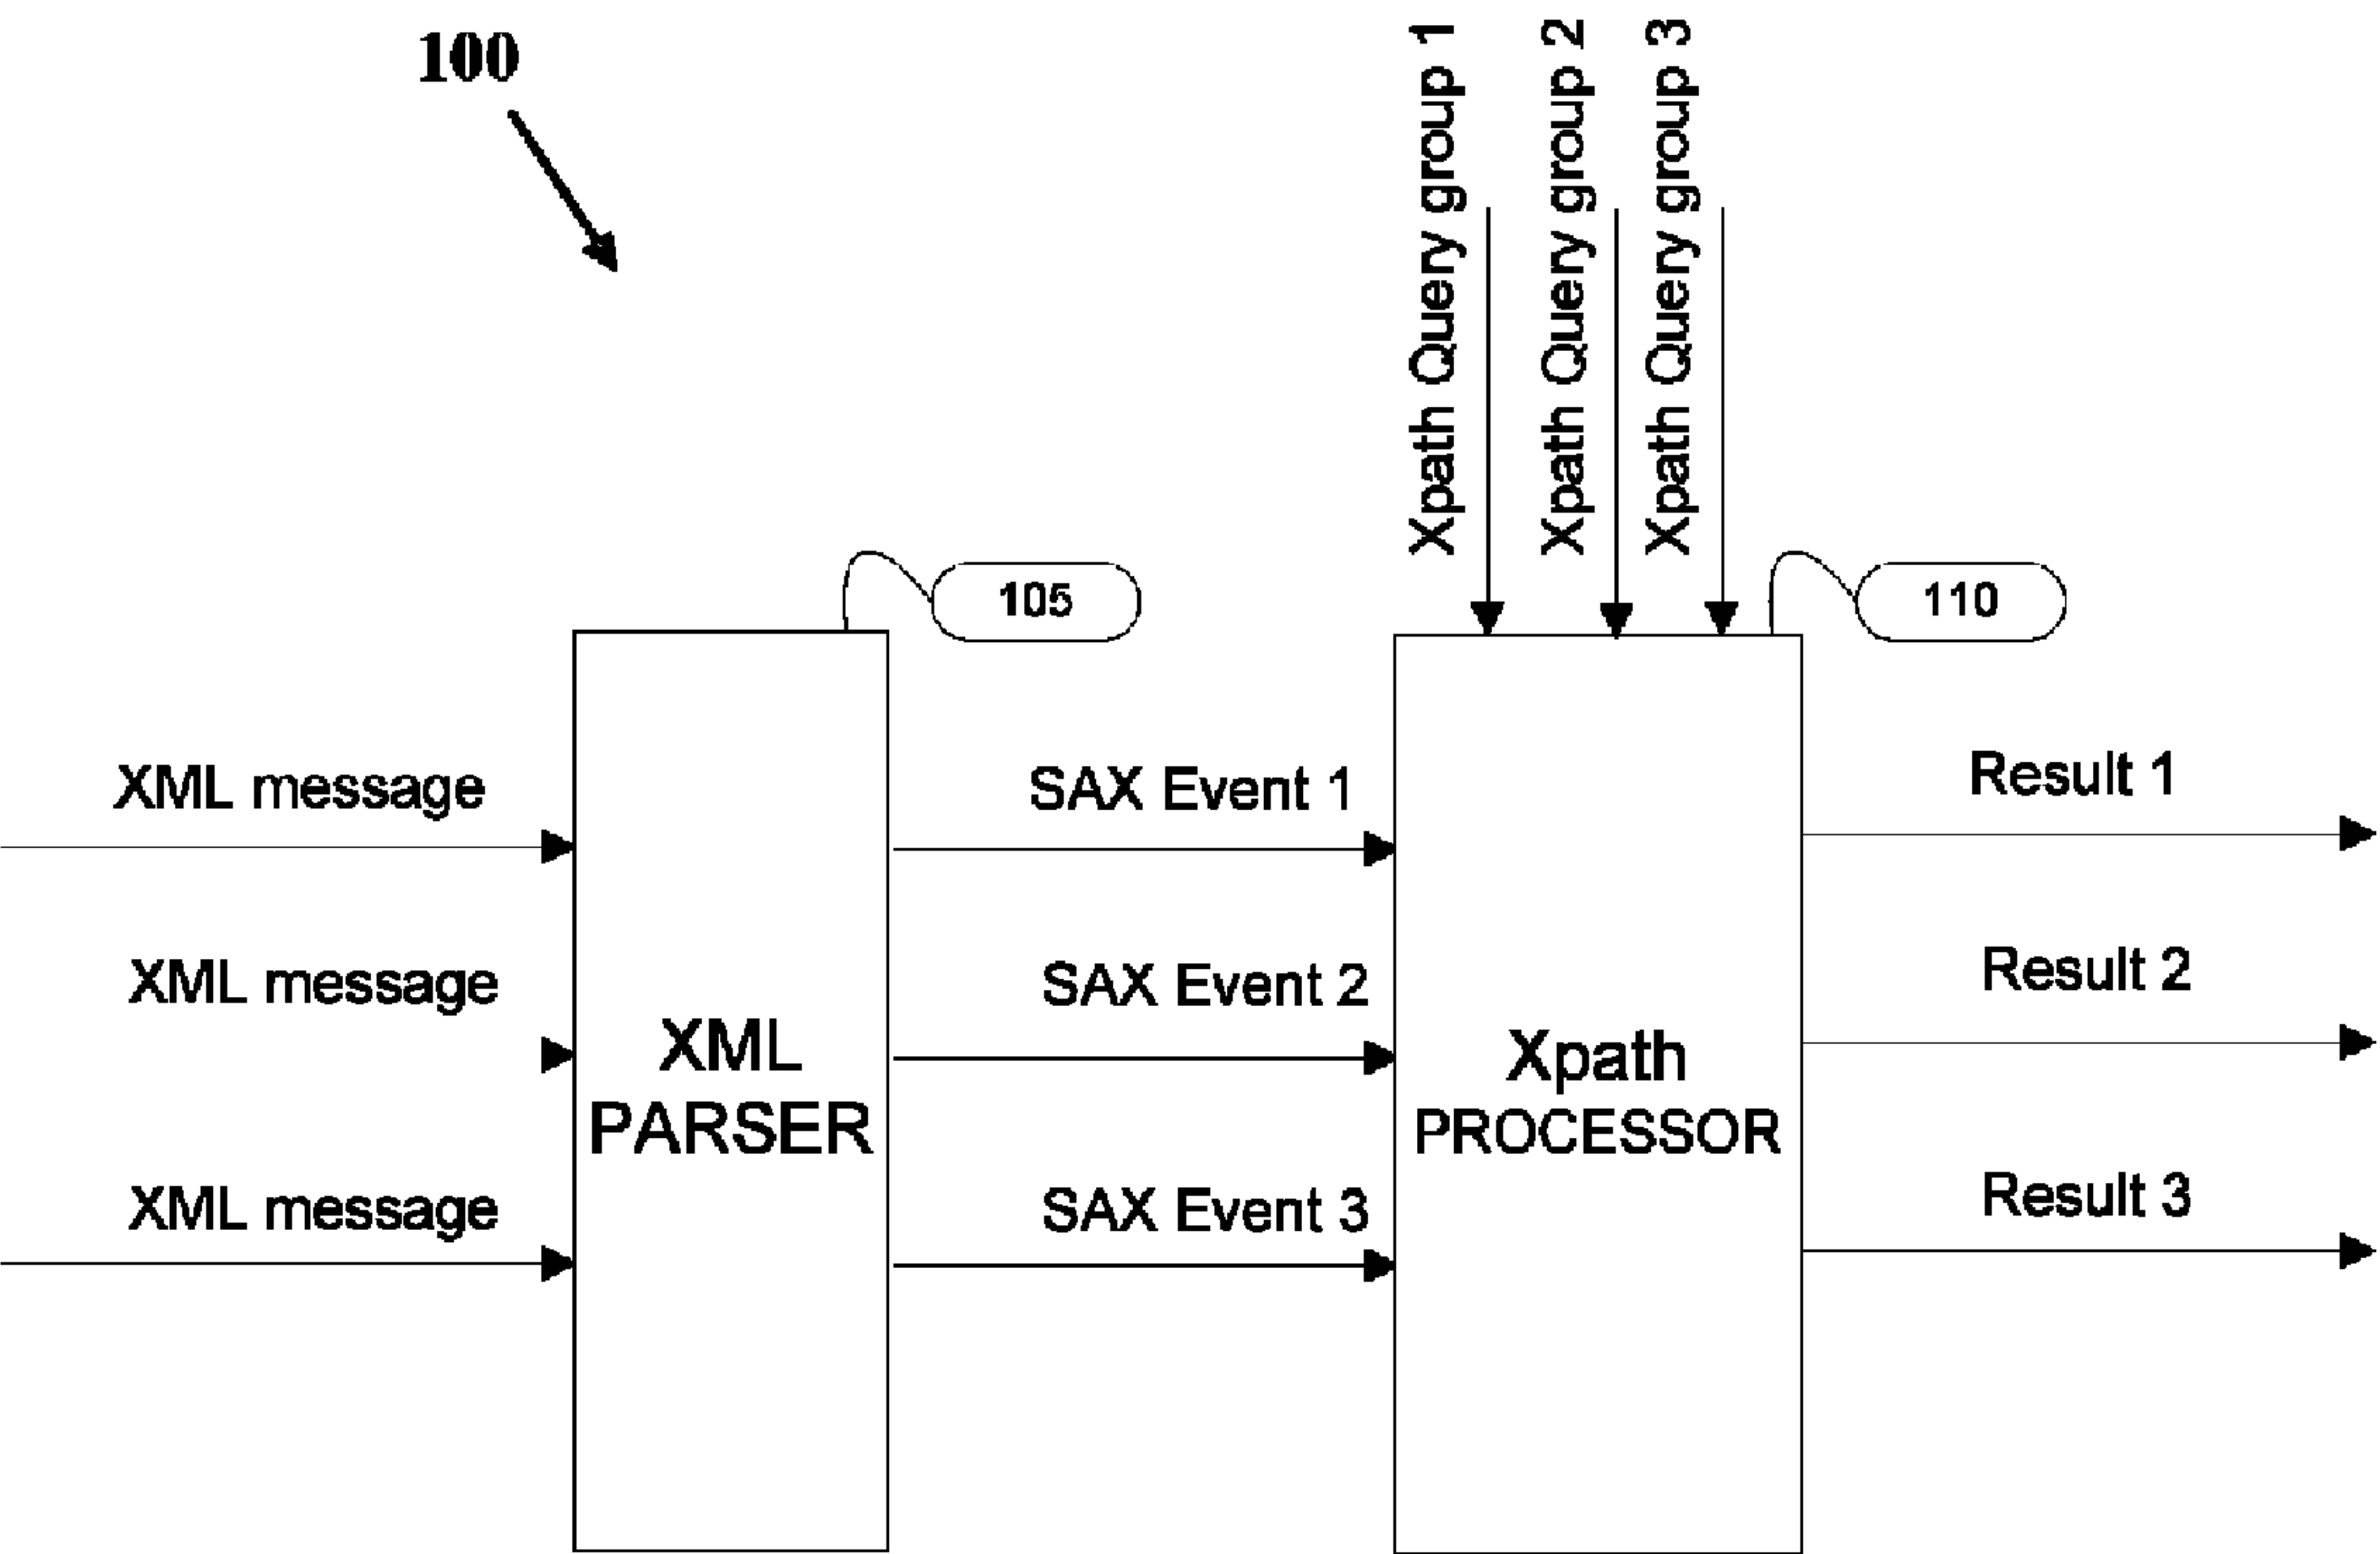 100
Xpath Query group 1
Xpath Query group 2
Xpath Query group 3
105
110
XML message
SAX Event 1
Result 1
XML message
SAX Event 2
Result 2
XML
PARSER
Xpath
PROCESSOR
XML message
SAX Event 3
Result 3